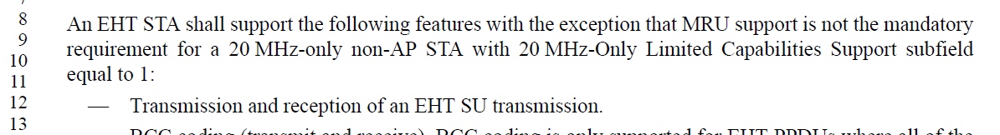 8
9
10
11
12
13
An EHT STA shall support the following features with the exception that MRU support is not the mandatory
requirement for a 20 MHz-only non-AP STA with 20 MHz-Only Limited Capabilities Support subfield
equal to 1:
— Transmission and reception of an EHT SU transmission.